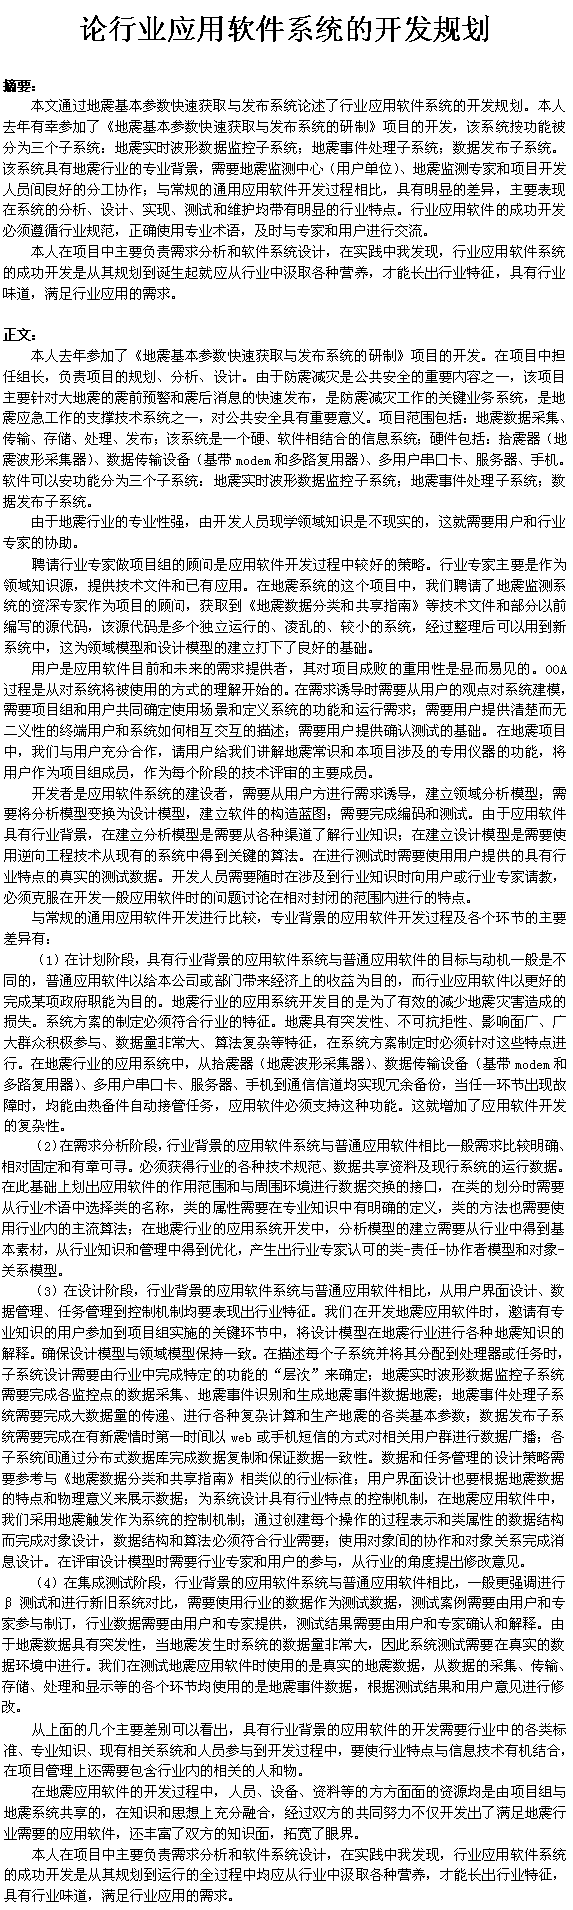 论行业应用软件系统的开发规划
摘要：
本文通过地震基本参数快速获取与发布系统论述了行业应用软件系统的开发规划。本人
去年有幸参加了《地震基本参数快速获取与发布系统的研制》项目的开发，该系统按功能被
分为三个子系统：地震实时波形数据监控子系统；地震事件处理子系统；数据发布子系统。
该系统具有地震行业的专业背景，需要地震监测中心（用户单位）、地震监测专家和项目开发
人员间良好的分工协作；与常规的通用应用软件开发过程相比，具有明显的差异，主要表现
在系统的分析、设计、实现、测试和维护均带有明显的行业特点。行业应用软件的成功开发
必须遵循行业规范，正确使用专业术语，及时与专家和用户进行交流。
本人在项目中主要负责需求分析和软件系统设计，在实践中我发现，行业应用软件系统
的成功开发是从其规划到诞生起就应从行业中汲取各种营养，才能长出行业特征，具有行业
味道，满足行业应用的需求。
正文：
本人去年参加了《地震基本参数快速获取与发布系统的研制》项目的开发。在项目中担
任组长，负责项目的规划、分析、设计。由于防震减灾是公共安全的重要内容之一，该项目
主要针对大地震的震前预警和震后消息的快速发布，是防震减灾工作的关键业务系统，是地
震应急工作的支撑技术系统之一，对公共安全具有重要意义。项目范围包括：地震数据采集、
传输、存储、处理、发布；该系统是一个硬、软件相结合的信息系统；硬件包括：拾震器（地
震波形采集器）、数据传输设备（基带 modem 和多路复用器）、多用户串口卡、服务器、手机。
软件可以安功能分为三个子系统：地震实时波形数据监控子系统；地震事件处理子系统；数
据发布子系统。
由于地震行业的专业性强，由开发人员现学领域知识是不现实的，这就需要用户和行业
专家的协助。
聘请行业专家做项目组的顾问是应用软件开发过程中较好的策略。行业专家主要是作为
领域知识源，提供技术文件和已有应用。在地震系统的这个项目中，我们聘请了地震监测系
统的资深专家作为项目的顾问，获取到《地震数据分类和共享指南》等技术文件和部分以前
编写的源代码，该源代码是多个独立运行的、凌乱的、较小的系统，经过整理后可以用到新
系统中，这为领域模型和设计模型的建立打下了良好的基础。
用户是应用软件目前和未来的需求提供者，其对项目成败的重用性是显而易见的。OOA
过程是从对系统将被使用的方式的理解开始的。在需求诱导时需要从用户的观点对系统建模，
需要项目组和用户共同确定使用场景和定义系统的功能和运行需求；需要用户提供清楚而无
二义性的终端用户和系统如何相互交互的描述；需要用户提供确认测试的基础。在地震项目
中，我们与用户充分合作，请用户给我们讲解地震常识和本项目涉及的专用仪器的功能，将
用户作为项目组成员，作为每个阶段的技术评审的主要成员。
开发者是应用软件系统的建设者，需要从用户方进行需求诱导，建立领域分析模型；需
要将分析模型变换为设计模型，建立软件的构造蓝图；需要完成编码和测试。由于应用软件
具有行业背景，在建立分析模型是需要从各种渠道了解行业知识；在建立设计模型是需要使
用逆向工程技术从现有的系统中得到关键的算法。在进行测试时需要使用用户提供的具有行
业特点的真实的测试数据。开发人员需要随时在涉及到行业知识时向用户或行业专家请教，
必须克服在开发一般应用软件时的问题讨论在相对封闭的范围内进行的特点。
与常规的通用应用软件开发进行比较，专业背景的应用软件开发过程及各个环节的主要
差异有：
（1）在计划阶段，具有行业背景的应用软件系统与普通应用软件的目标与动机一般是不
同的，普通应用软件以给本公司或部门带来经济上的收益为目的，而行业应用软件以更好的
完成某项政府职能为目的。地震行业的应用系统开发目的是为了有效的减少地震灾害造成的
损失。系统方案的制定必须符合行业的特征。地震具有突发性、不可抗拒性、影响面广、广
大群众积极参与、数据量非常大、算法复杂等特征，在系统方案制定时必须针对这些特点进
行。在地震行业的应用系统中，从拾震器（地震波形采集器）、数据传输设备（基带 modem 和
多路复用器）、多用户串口卡、服务器、手机到通信信道均实现冗余备份，当任一环节出现故
障时，均能由热备件自动接管任务，应用软件必须支持这种功能。这就增加了应用软件开发
的复杂性。
（2）在需求分析阶段，行业背景的应用软件系统与普通应用软件相比一般需求比较明确、
相对固定和有章可寻。必须获得行业的各种技术规范、数据共享资料及现行系统的运行数据。
在此基础上划出应用软件的作用范围和与周围环境进行数据交换的接口，在类的划分时需要
从行业术语中选择类的名称，类的属性需要在专业知识中有明确的定义，类的方法也需要使
用行业内的主流算法；在地震行业的应用系统开发中，分析模型的建立需要从行业中得到基
本素材，从行业知识和管理中得到优化，产生出行业专家认可的类-责任-协作者模型和对象-
关系模型。
（3）在设计阶段，行业背景的应用软件系统与普通应用软件相比，从用户界面设计、数
据管理、任务管理到控制机制均要表现出行业特征。我们在开发地震应用软件时，邀请有专
业知识的用户参加到项目组实施的关键环节中，将设计模型在地震行业进行各种地震知识的
解释。确保设计模型与领域模型保持一致。在描述每个子系统并将其分配到处理器或任务时，
子系统设计需要由行业中完成特定的功能的“层次”来确定；地震实时波形数据监控子系统
需要完成各监控点的数据采集、地震事件识别和生成地震事件数据地震；地震事件处理子系
统需要完成大数据量的传递、进行各种复杂计算和生产地震的各类基本参数；数据发布子系
统需要完成在有新震情时第一时间以 web 或手机短信的方式对相关用户群进行数据广播；各
子系统间通过分布式数据库完成数据复制和保证数据一致性。数据和任务管理的设计策略需
要参考与《地震数据分类和共享指南》相类似的行业标准；用户界面设计也要根据地震数据
的特点和物理意义来展示数据；为系统设计具有行业特点的控制机制，在地震应用软件中，
我们采用地震触发作为系统的控制机制；通过创建每个操作的过程表示和类属性的数据结构
而完成对象设计，数据结构和算法必须符合行业需要；使用对象间的协作和对象关系完成消
息设计。在评审设计模型时需要行业专家和用户的参与，从行业的角度提出修改意见。
（4）在集成测试阶段，行业背景的应用软件系统与普通应用软件相比，一般更强调进行
β 测试和进行新旧系统对比，需要使用行业的数据作为测试数据，测试案例需要由用户和专
家参与制订，行业数据需要由用户和专家提供，测试结果需要由用户和专家确认和解释。由
于地震数据具有突发性，当地震发生时系统的数据量非常大，因此系统测试需要在真实的数
据环境中进行。我们在测试地震应用软件时使用的是真实的地震数据，从数据的采集、传输、
存储、处理和显示等的各个环节均使用的是地震事件数据，根据测试结果和用户意见进行修
改。
从上面的几个主要差别可以看出，具有行业背景的应用软件的开发需要行业中的各类标
准、专业知识、现有相关系统和人员参与到开发过程中，要使行业特点与信息技术有机结合，
在项目管理上还需要包含行业内的相关的人和物。
在地震应用软件的开发过程中，人员、设备、资料等的方方面面的资源均是由项目组与
地震系统共享的，在知识和思想上充分融合，经过双方的共同努力不仅开发出了满足地震行
业需要的应用软件，还丰富了双方的知识面，拓宽了眼界。
本人在项目中主要负责需求分析和软件系统设计，在实践中我发现，行业应用软件系统
的成功开发是从其规划到运行的全过程中均应从行业中汲取各种营养，才能长出行业特征，
具有行业味道，满足行业应用的需求。